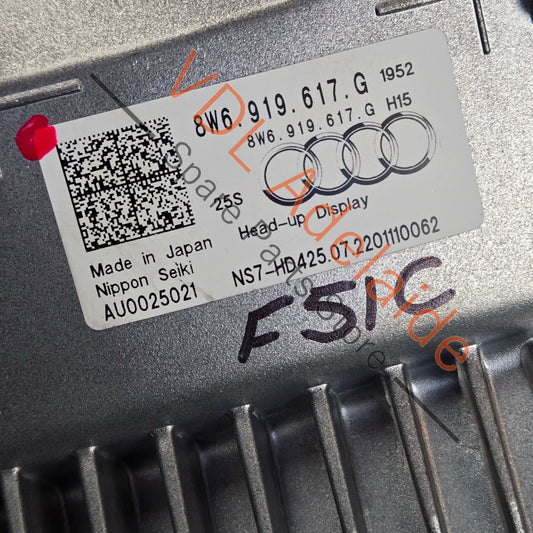 8W6.919.617.G 1952
8W6.919.617.G H15
25S
Head-up Display
Made in Japan
Nippon Seiki
AU0025021
NS7-HD425.07.2201110062
F51C
VDL Adelaide
Spare Parts Store